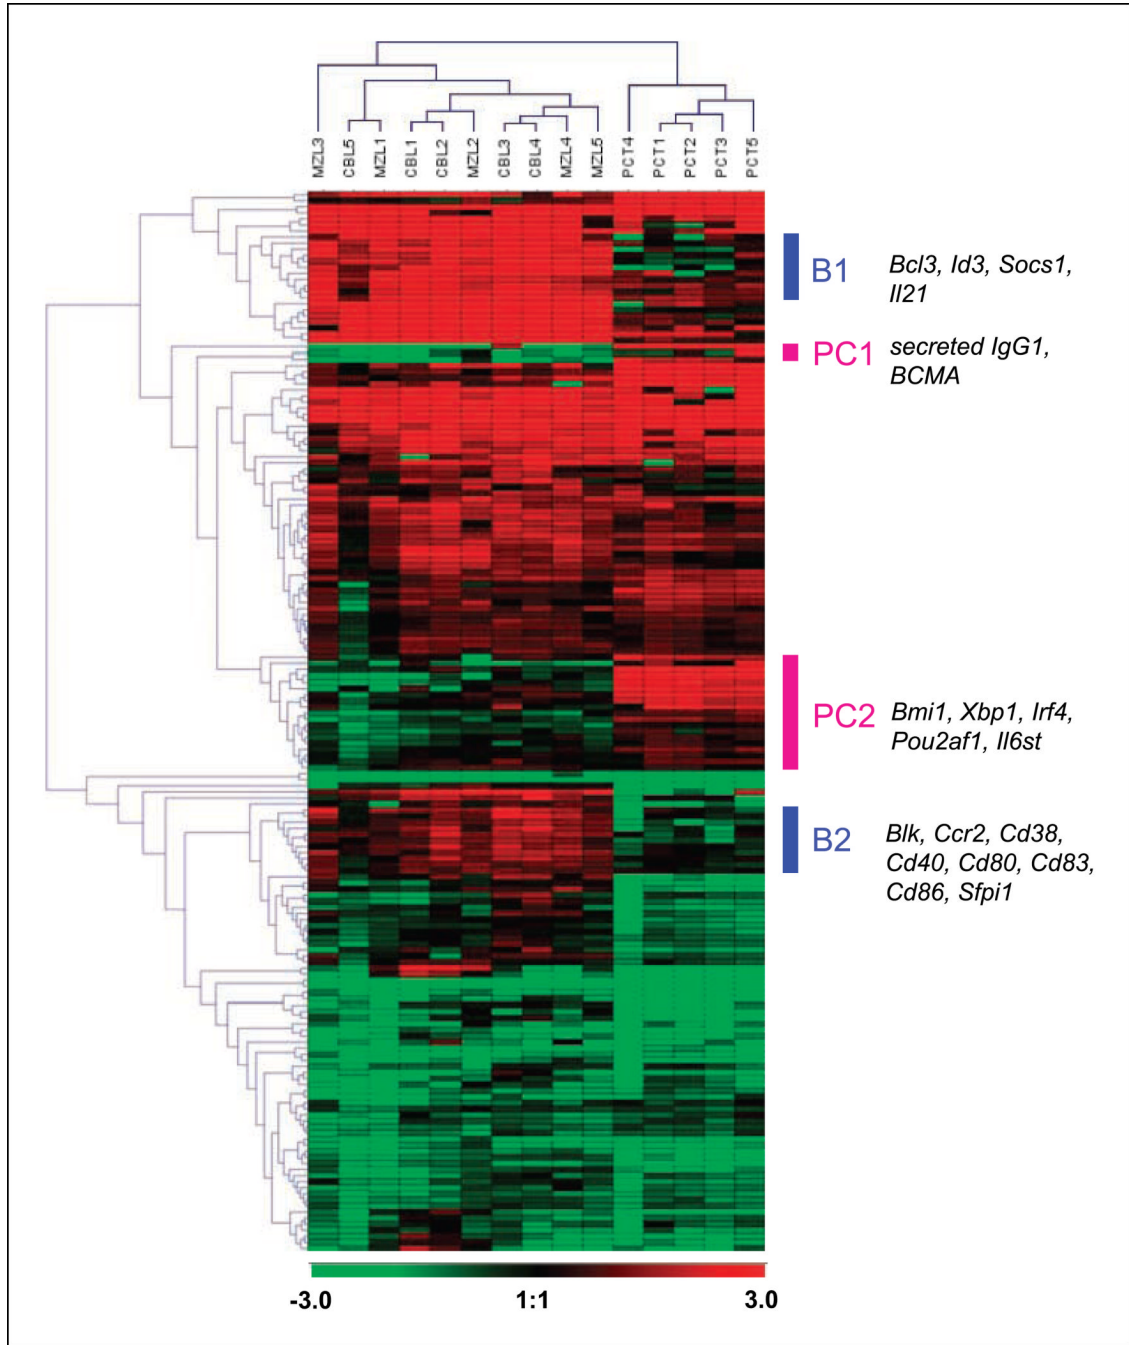 MZL3
CBL5
MZL1
CBL1
CBL2
MZL2
CBL3
CBL4
MZL4
MZL5
PCT4
PCT1
PCT2
PCT3
PCT5
B1
Bcl3, Id3, Socs1,
Il21
PC1
secreted IgG1,
BCMA
PC2
Bmi1, Xbp1, Irf4,
Pou2af1, Il6st
B2
Blk, Ccr2, Cd38,
Cd40, Cd80, Cd83,
Cd86, Sfpi1
-3.0
1:1
3.0